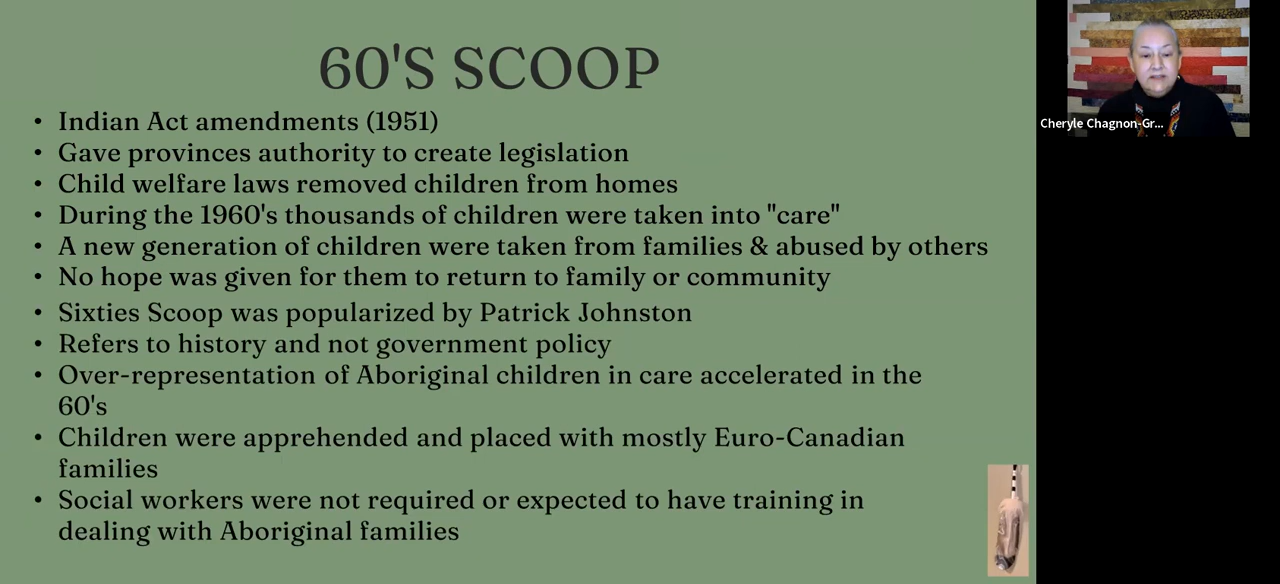 60'S SCOOP
• Indian Act amendments (1951)
• Gave provinces authority to create legislation
• Child welfare laws removed children from homes
• During the 1960's thousands of children were taken into "care"
• A new generation of children were taken from families & abused by others
• No hope was given for them to return to family or community
• Sixties Scoop was popularized by Patrick Johnston
• Refers to history and not government policy
• Over-representation of Aboriginal children in care accelerated in the
60's
• Children were apprehended and placed with mostly Euro-Canadian
families
• Social workers were not required or expected to have training in
dealing with Aboriginal families
Cheryle Chagnon-Gr...